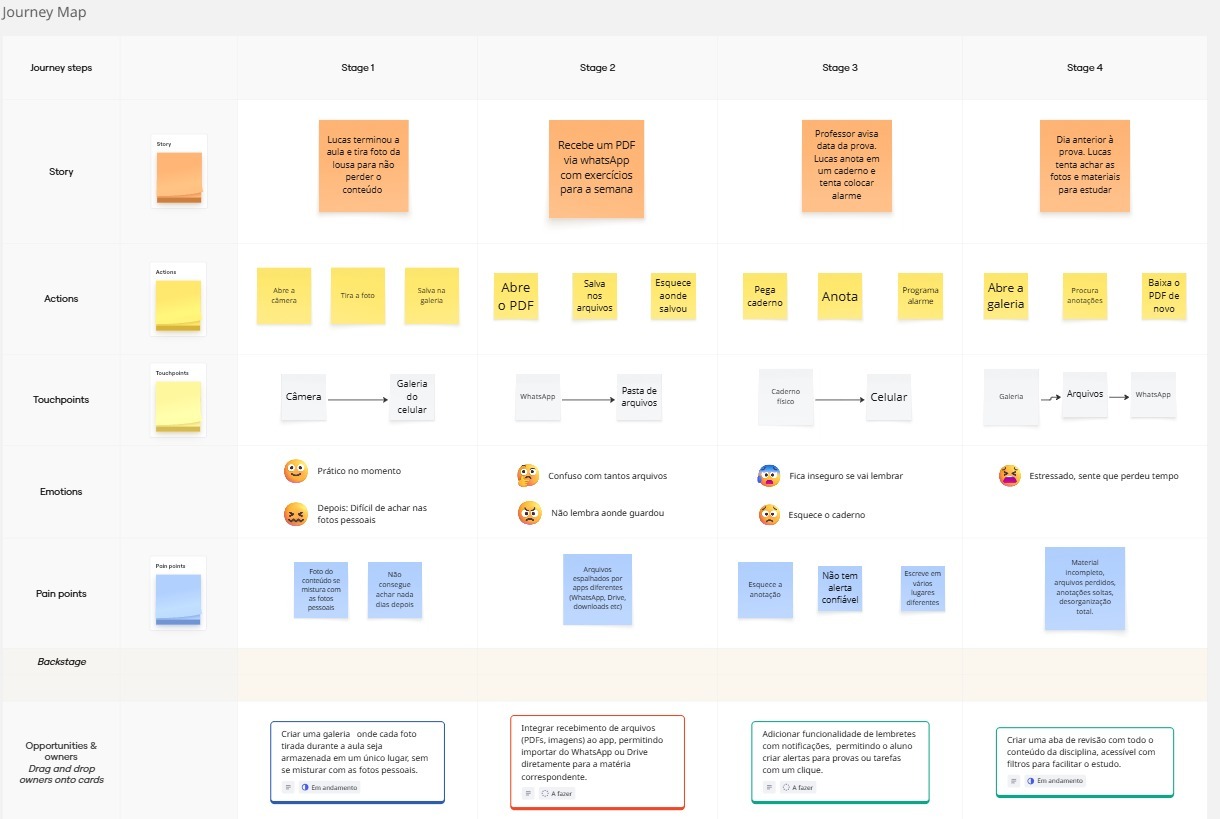 Journey Map
Journey steps
Stage 1
Stage 2
Stage 3
Stage 4
Story
Story
Lucas terminou a
aula e tira foto da
lousa para não
perder o
conteúdo
Recebe um PDF
via whatsApp
com exercícios
para a semana
Professor avisa
data da prova.
Lucas anota em
um caderno e
tenta colocar
alarme
Dia anterior à
prova. Lucas
tenta achar as
fotos e materiais
para estudar
Actions
Actions
Abre a
câmera
Tira a foto
Salva na
galeria
Abre
o PDF
Salva
nos
arquivos
Esquece
aonde
salvou
Pega
caderno
Anota
Programa
alarme
Abre a
galeria
Procura
anotações
Baixa o
PDF de
novo
Touchpoints
Touchpoints
Câmera
Galeria
do
celular
WhatsApp
Pasta de
arquivos
Caderno
físico
Celular
Galeria
Arquivos
WhatsApp
Emotions
Prático no momento
Depois: Difícil de achar nas
fotos pessoais
Confuso com tantos arquivos
Não lembra aonde guardou
Fica inseguro se vai lembrar
Esquece o caderno
Estressado, sente que perdeu tempo
Pain points
Pain points
Foto do
conteúdo se
mistura com
as fotos
pessoais
Não
consegue
achar nada
dias depois
Arquivos
espalhados por
apps diferentes
(WhatsApp, Drive,
downloads etc)
Esquece a
anotação
Não tem
alerta
confiável
Escreve em
vários
lugares
diferentes
Material
incompleto,
arquivos perdidos,
anotações soltas,
desorganização
total.
Backstage
Opportunities &
owners
Drag and drop
owners onto cards
Criar uma galeria  onde cada foto
tirada durante a aula seja
armazenada em um único lugar, sem
se misturar com as fotos pessoais.
Em andamento
Integrar recebimento de arquivos
(PDFs, imagens) ao app, permitindo
importar do WhatsApp ou Drive
diretamente para a matéria
correspondente.
A fazer
Adicionar funcionalidade de lembretes
com notificações,  permitindo o aluno
criar alertas para provas ou tarefas
com um clique.
A fazer
Criar uma aba de revisão com todo o
conteúdo da disciplina, acessível com
filtros para facilitar o estudo.
Em andamento